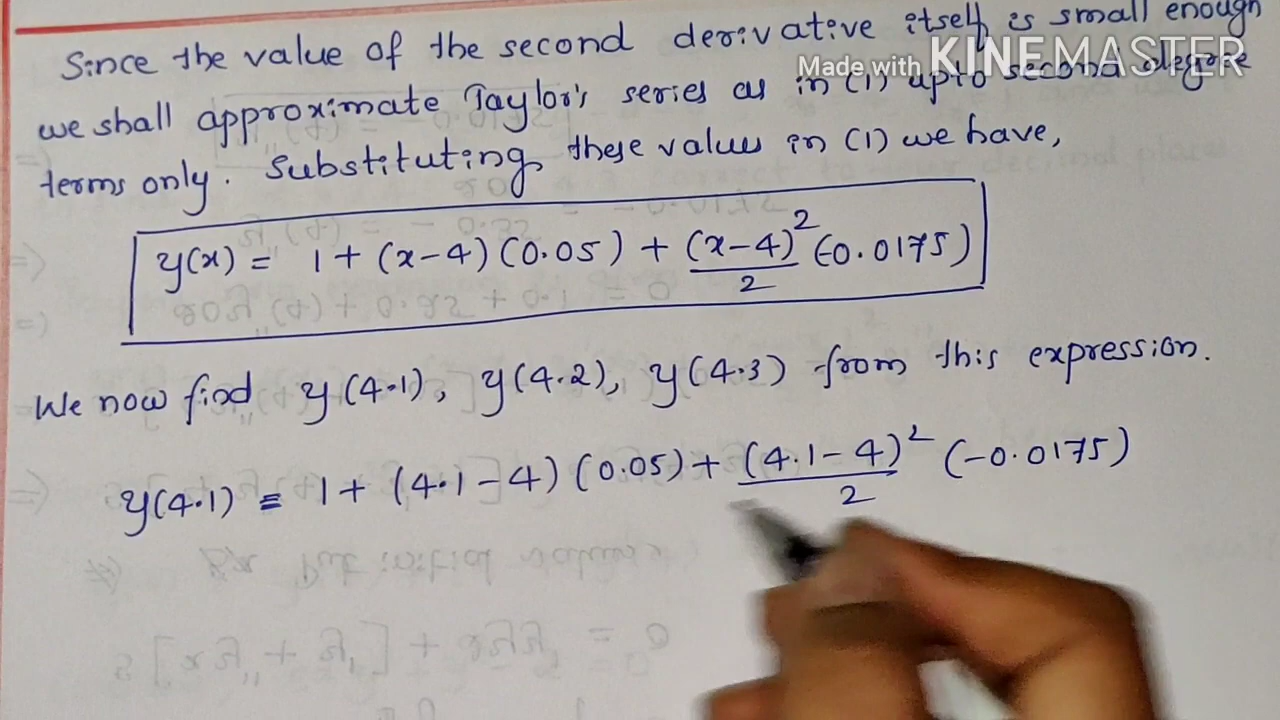 Since the value of the second derivative itself is small enough
Made with KINEMASTER
we shall approximate Taylor's series as in (1) upto second degree
terms only. Substituting these values in (1) we have,
y(x) = 1 + (x-4) (0.05) + (x-4)² / 2 (-0.0175)
We now find y(4.1), y(4.2), y(4.3) from this expression.
y(4.1) = 1 + (4.1 - 4) (0.05) + (4.1 - 4)² / 2 (-0.0175)